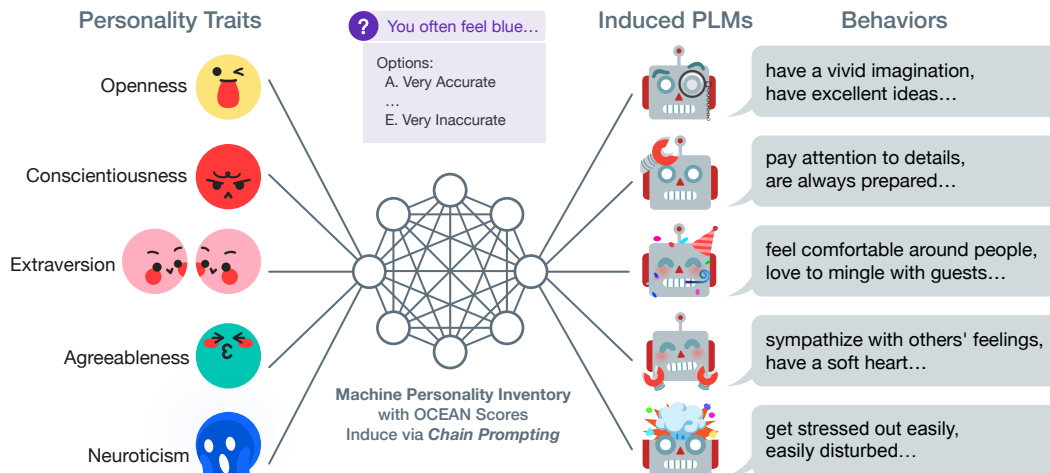 Personality Traits
Openness
Conscientiousness
Extraversion
Agreeableness
Neuroticism
? You often feel blue…
Options:
A. Very Accurate
…
E. Very Inaccurate
Machine Personality Inventory
with OCEAN Scores
Induce via Chain Prompting
Induced PLMs
Behaviors
have a vivid imagination,
have excellent ideas…
pay attention to details,
are always prepared…
feel comfortable around people,
love to mingle with guests…
sympathize with others' feelings,
have a soft heart…
get stressed out easily,
easily disturbed…